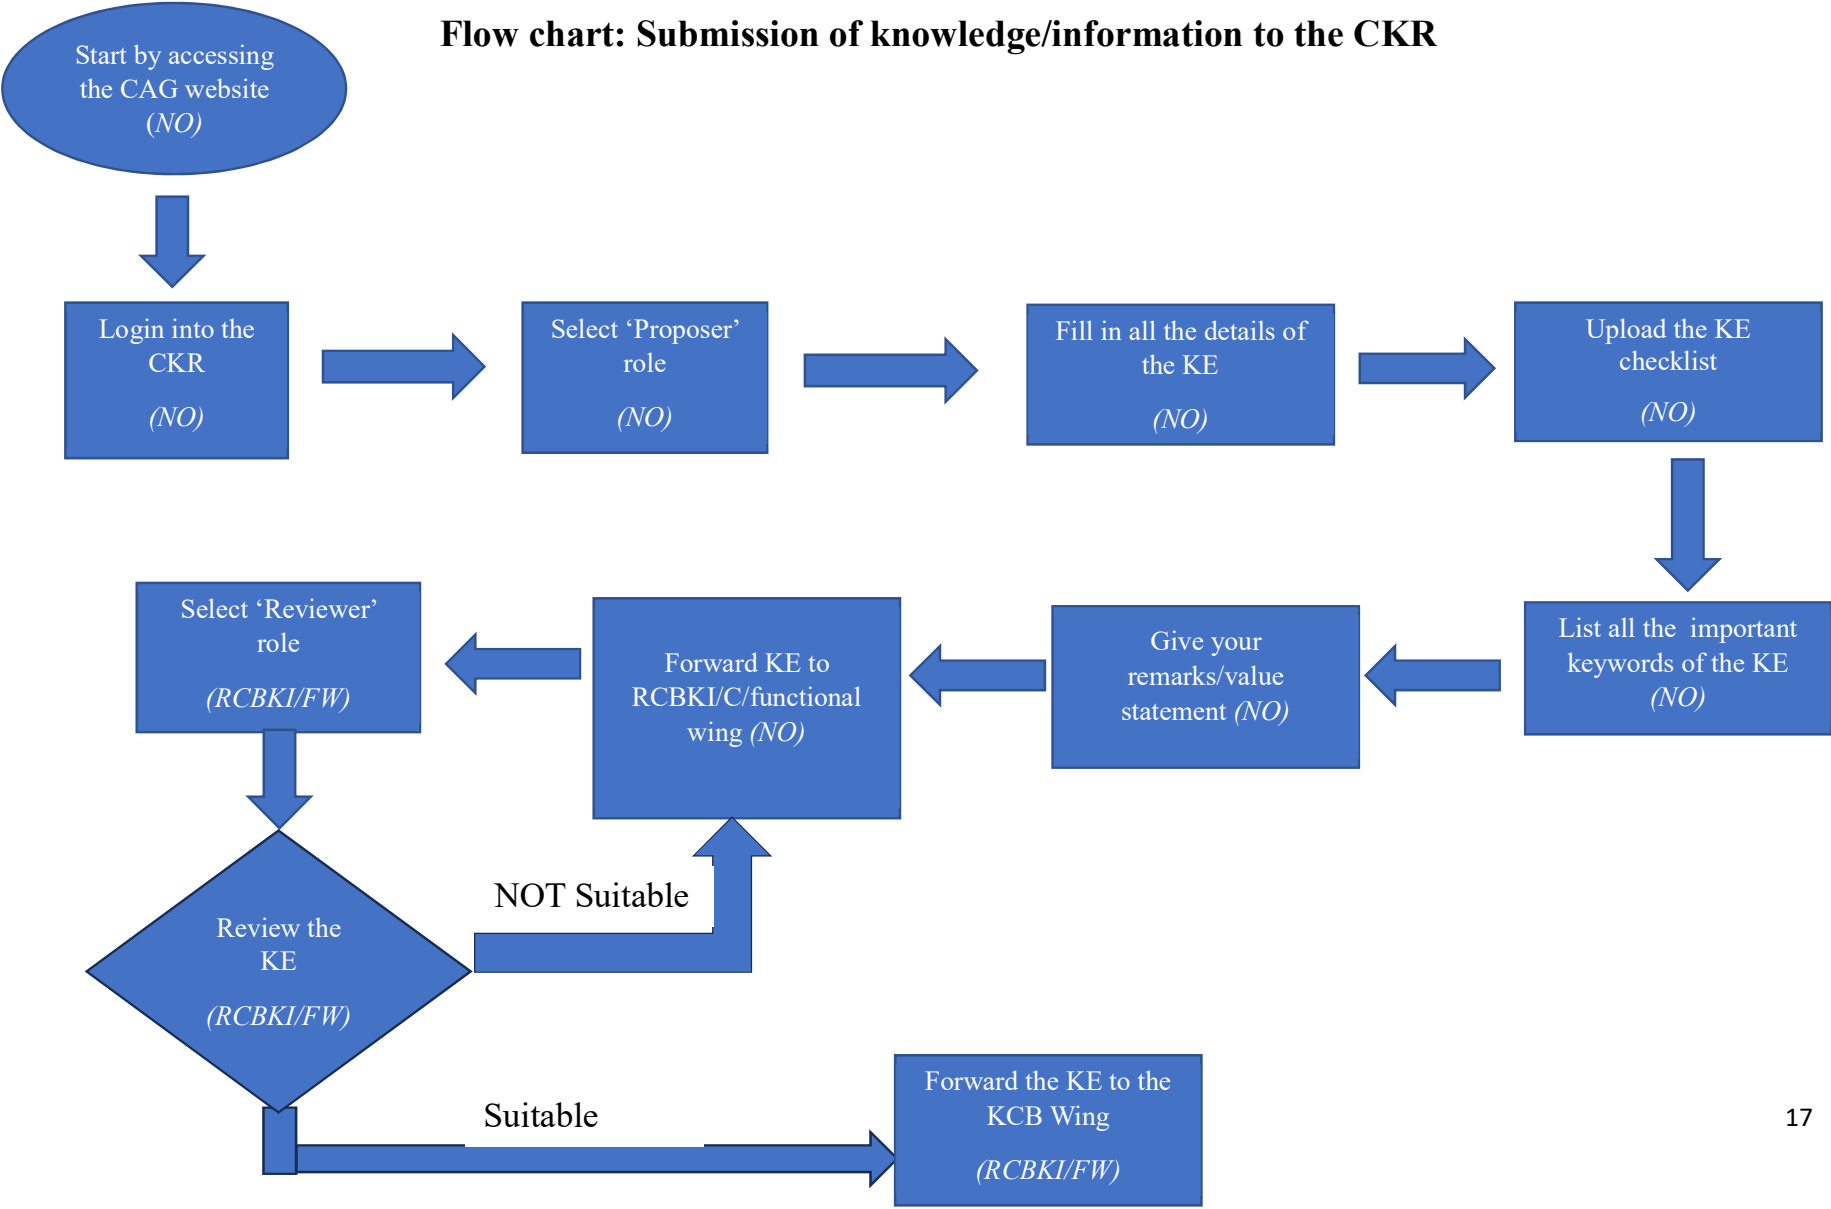 Flow chart: Submission of knowledge/information to the CKR
Start by accessing
the CAG website
(NO)
Login into the
CKR
(NO)
Select ‘Proposer’
role
(NO)
Fill in all the details of
the KE
(NO)
Upload the KE
checklist
(NO)
List all the important
keywords of the KE
(NO)
Give your
remarks/value
statement (NO)
Forward KE to
RCBKI/C/functional
wing (NO)
Select ‘Reviewer’
role
(RCBKI/FW)
Review the
KE
(RCBKI/FW)
NOT Suitable
Suitable
Forward the KE to the
KCB Wing
(RCBKI/FW)
17